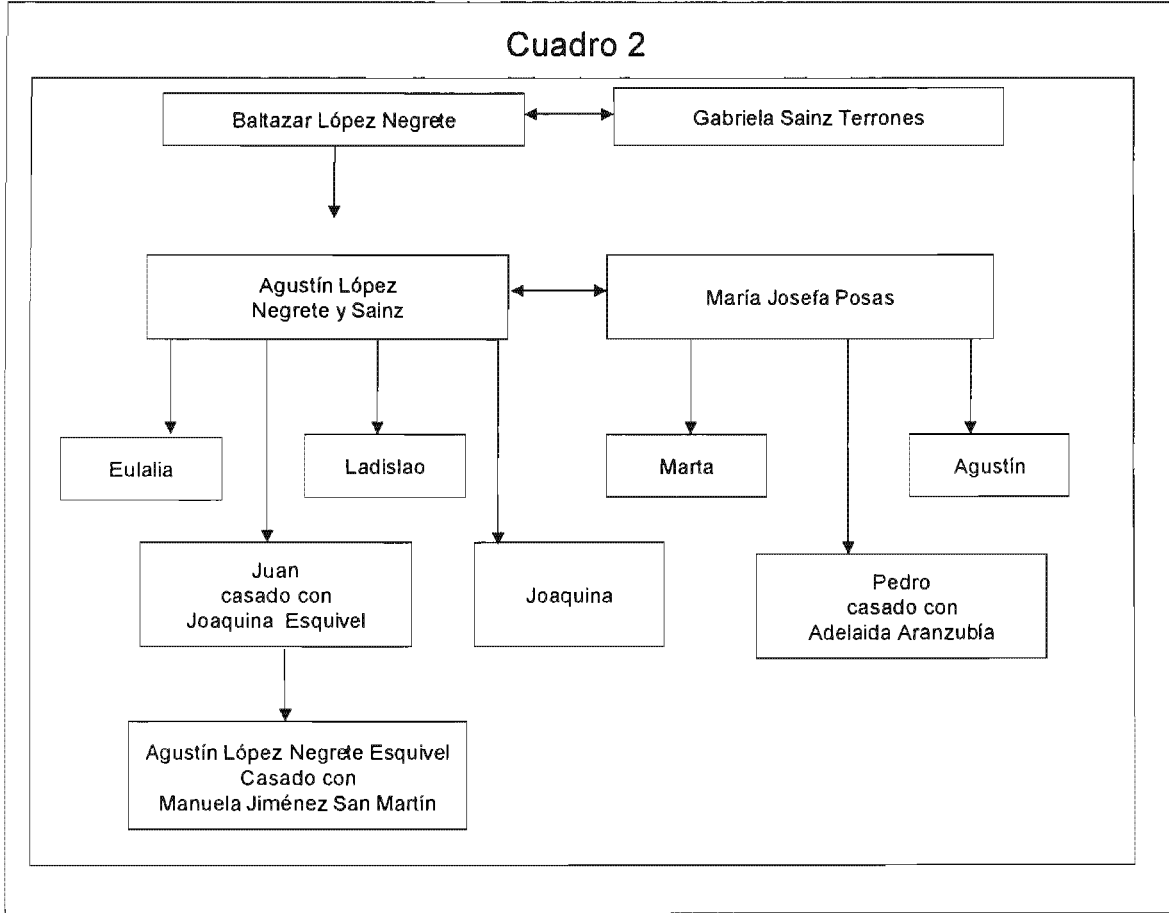 Cuadro 2
Baltazar López Negrete
Gabriela Sainz Terrones
Agustín López
Negrete y Sainz
María Josefa Posas
Eulalia
Ladislao
Marta
Agustín
Juan
casado con
Joaquina Esquivel
Joaquina
Pedro
casado con
Adelaida Aranzubía
Agustín López Negrete Esquivel
Casado con
Manuela Jiménez San Martín